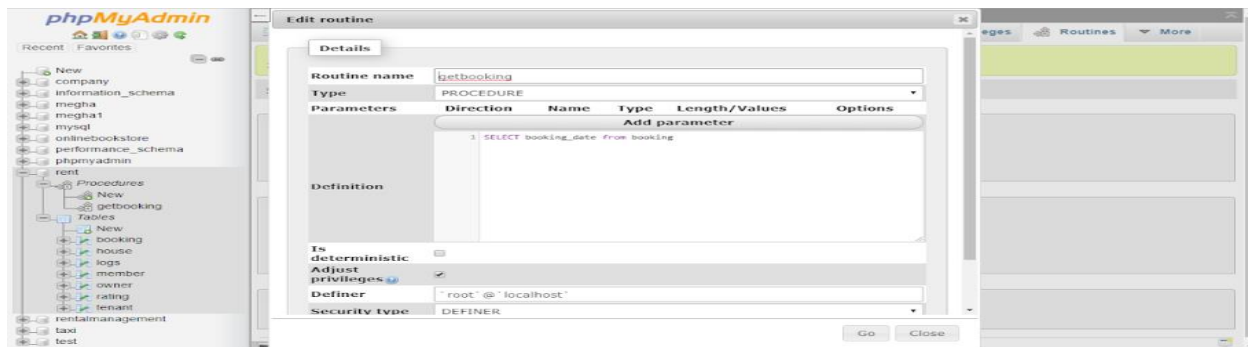 phpMyAdmin
Recent Favorites
New
company
information_schema
megha
megha1
mysql
onlinebookstore
performance_schema
phpmyadmin
rent
Procedures
New
getbooking
Tables
New
booking
house
logs
member
owner
rating
tenant
rentalmanagement
taxi
test
Edit routine
Details
Routine name getbooking
Type PROCEDURE
Parameters Direction Name Type Length/Values Options
Add parameter
Definition
1 SELECT booking_date from booking
Is deterministic
Adjust privileges
Definer `root`@`localhost`
Security type DEFINER
Go Close
eges Routines More